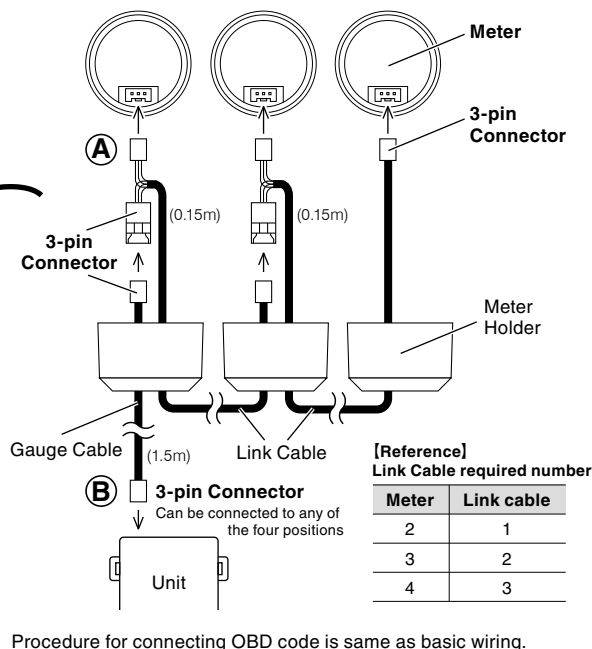 Meter
3-pin
Connector
A
(0.15m)
(0.15m)
3-pin
Connector
Meter
Holder
Gauge Cable
(1.5m)
Link Cable
B
3-pin Connector
Can be connected to any of
the four positions
Unit
【Reference】
Link Cable required number
Meter Link cable
2 1
3 2
4 3
Procedure for connecting OBD code is same as basic wiring.